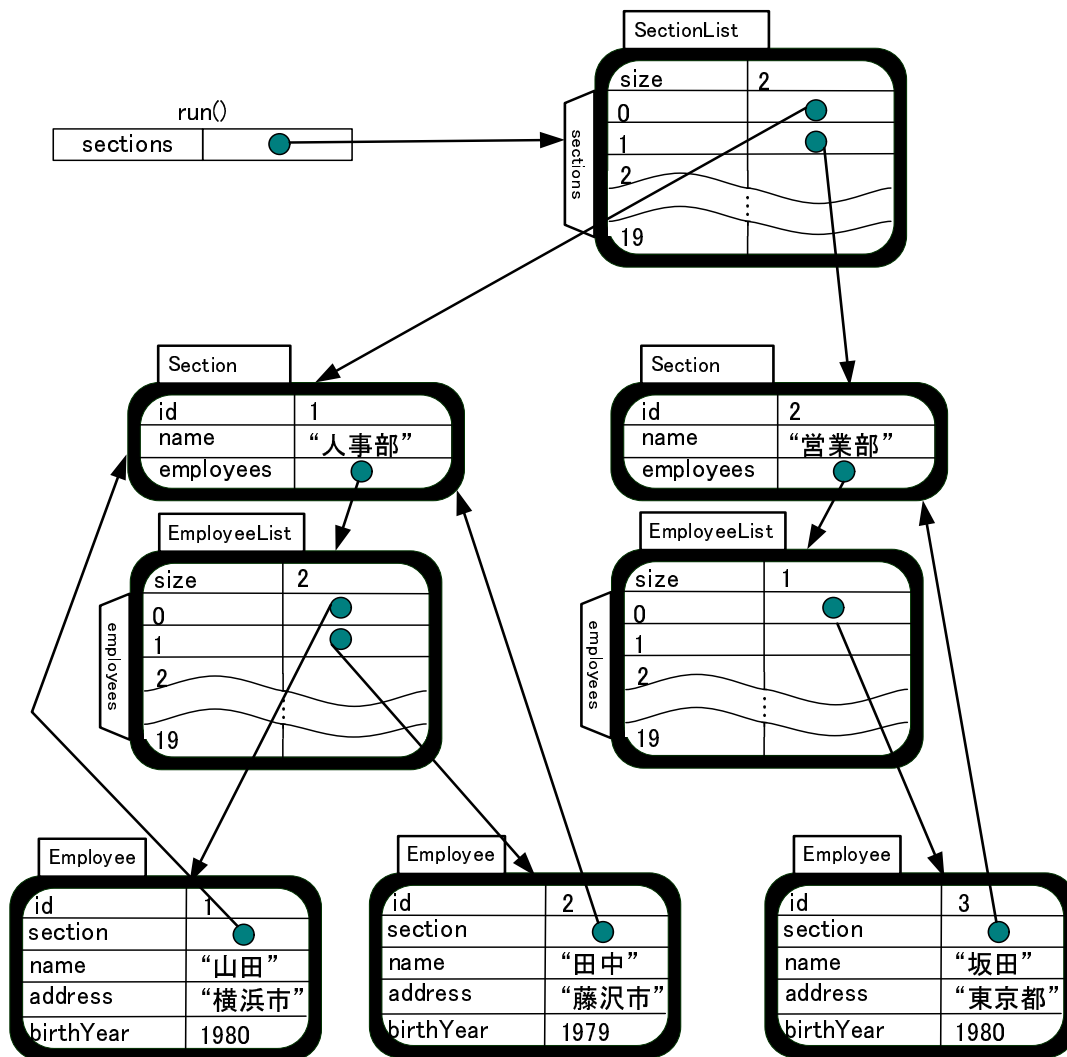 SectionList
size 2
0
1
2
19
sections
run()
sections
Section
id 1
name “人事部”
employees
Section
id 2
name “営業部”
employees
EmployeeList
size 2
0
1
2
19
employees
EmployeeList
size 1
0
1
2
19
employees
Employee
id 1
section
name “山田”
address “横浜市”
birthYear 1980
Employee
id 2
section
name “田中”
address “藤沢市”
birthYear 1979
Employee
id 3
section
name “坂田”
address “東京都”
birthYear 1980